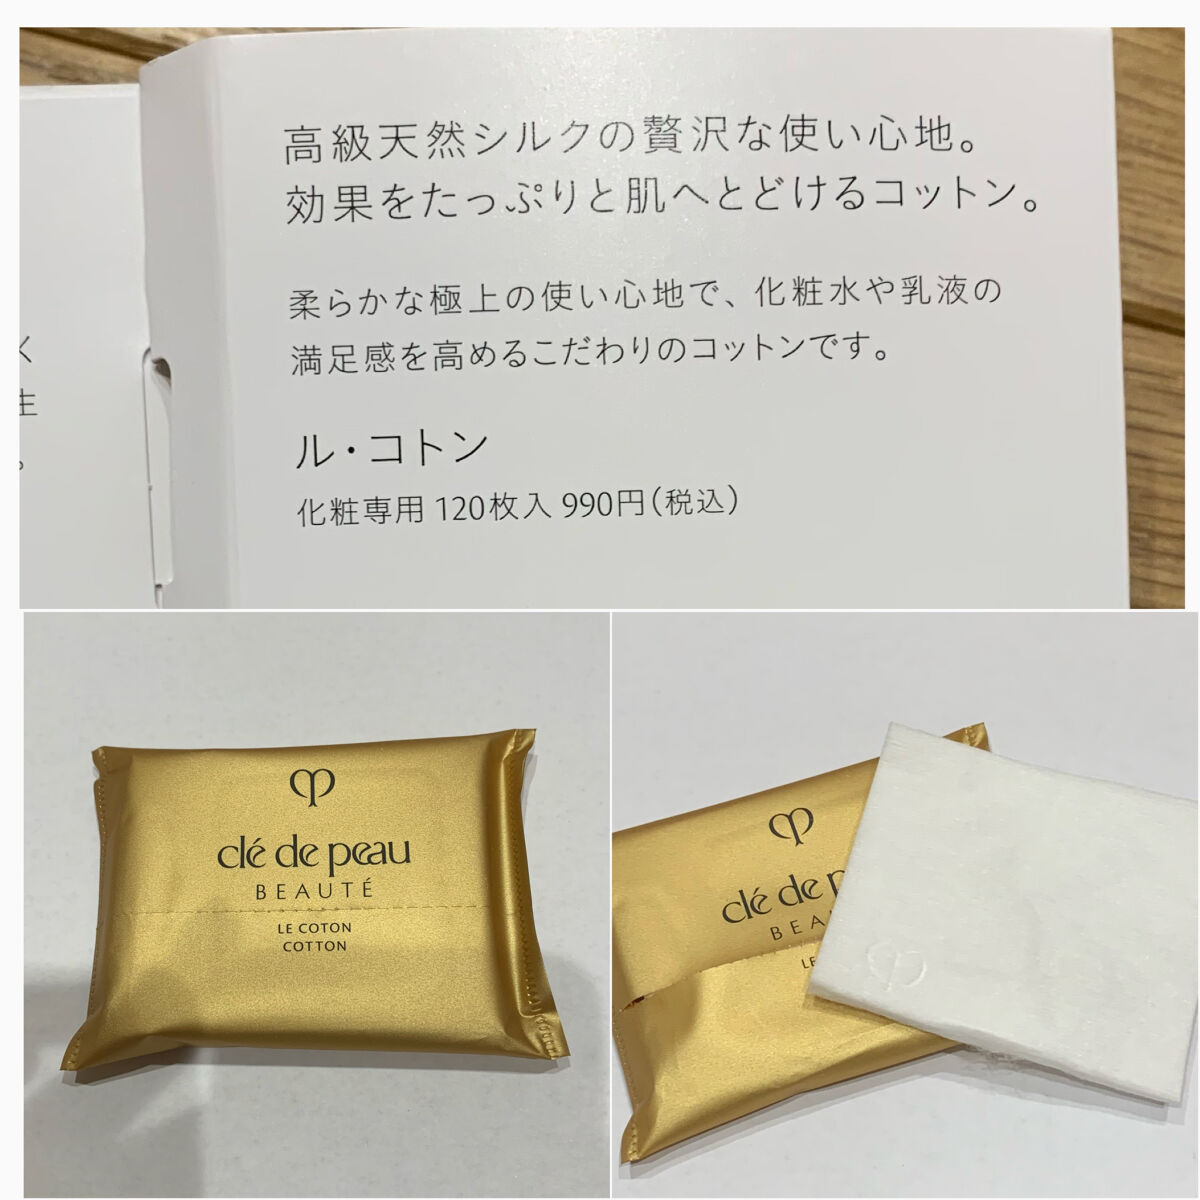 高級天然シルクの贅沢な使い心地。
効果をたっぷりと肌へとどけるコットン。
柔らかな極上の使い心地で、化粧水や乳液の
満足感を高めるこだわりのコットンです。
ル・コトン
化粧専用 120枚入 990円(税込)
く
生
。
clé de peau
BEAUTÉ
LE COTON
COTTON
clé de p
BEA
LE